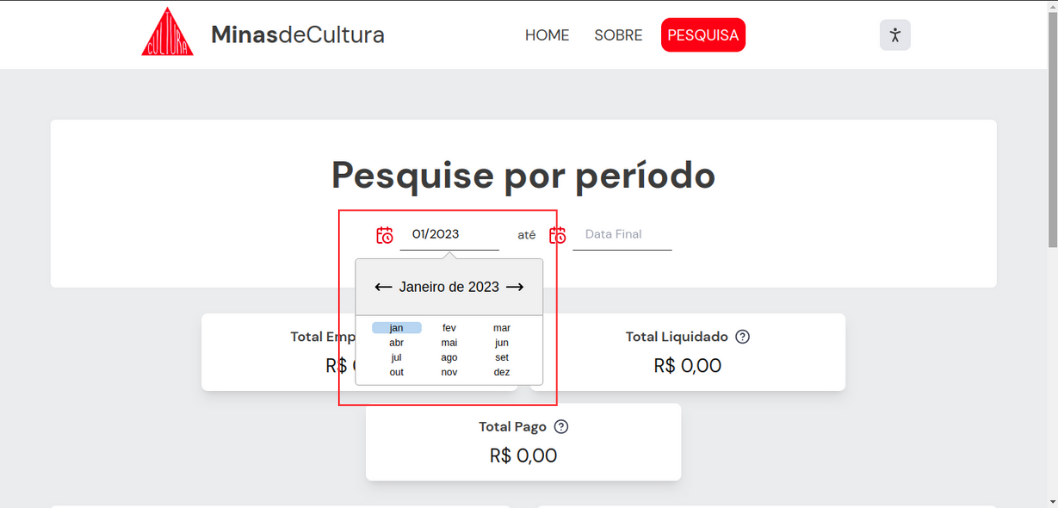 CULTURA
MinasdeCultura
HOME SOBRE PESQUISA
Pesquise por período
01/2023 até Data Final
Janeiro de 2023
jan fev mar
abr mai jun
jul ago set
out nov dez
Total Emp
R$
Total Liquidado ?
R$ 0,00
Total Pago ?
R$ 0,00